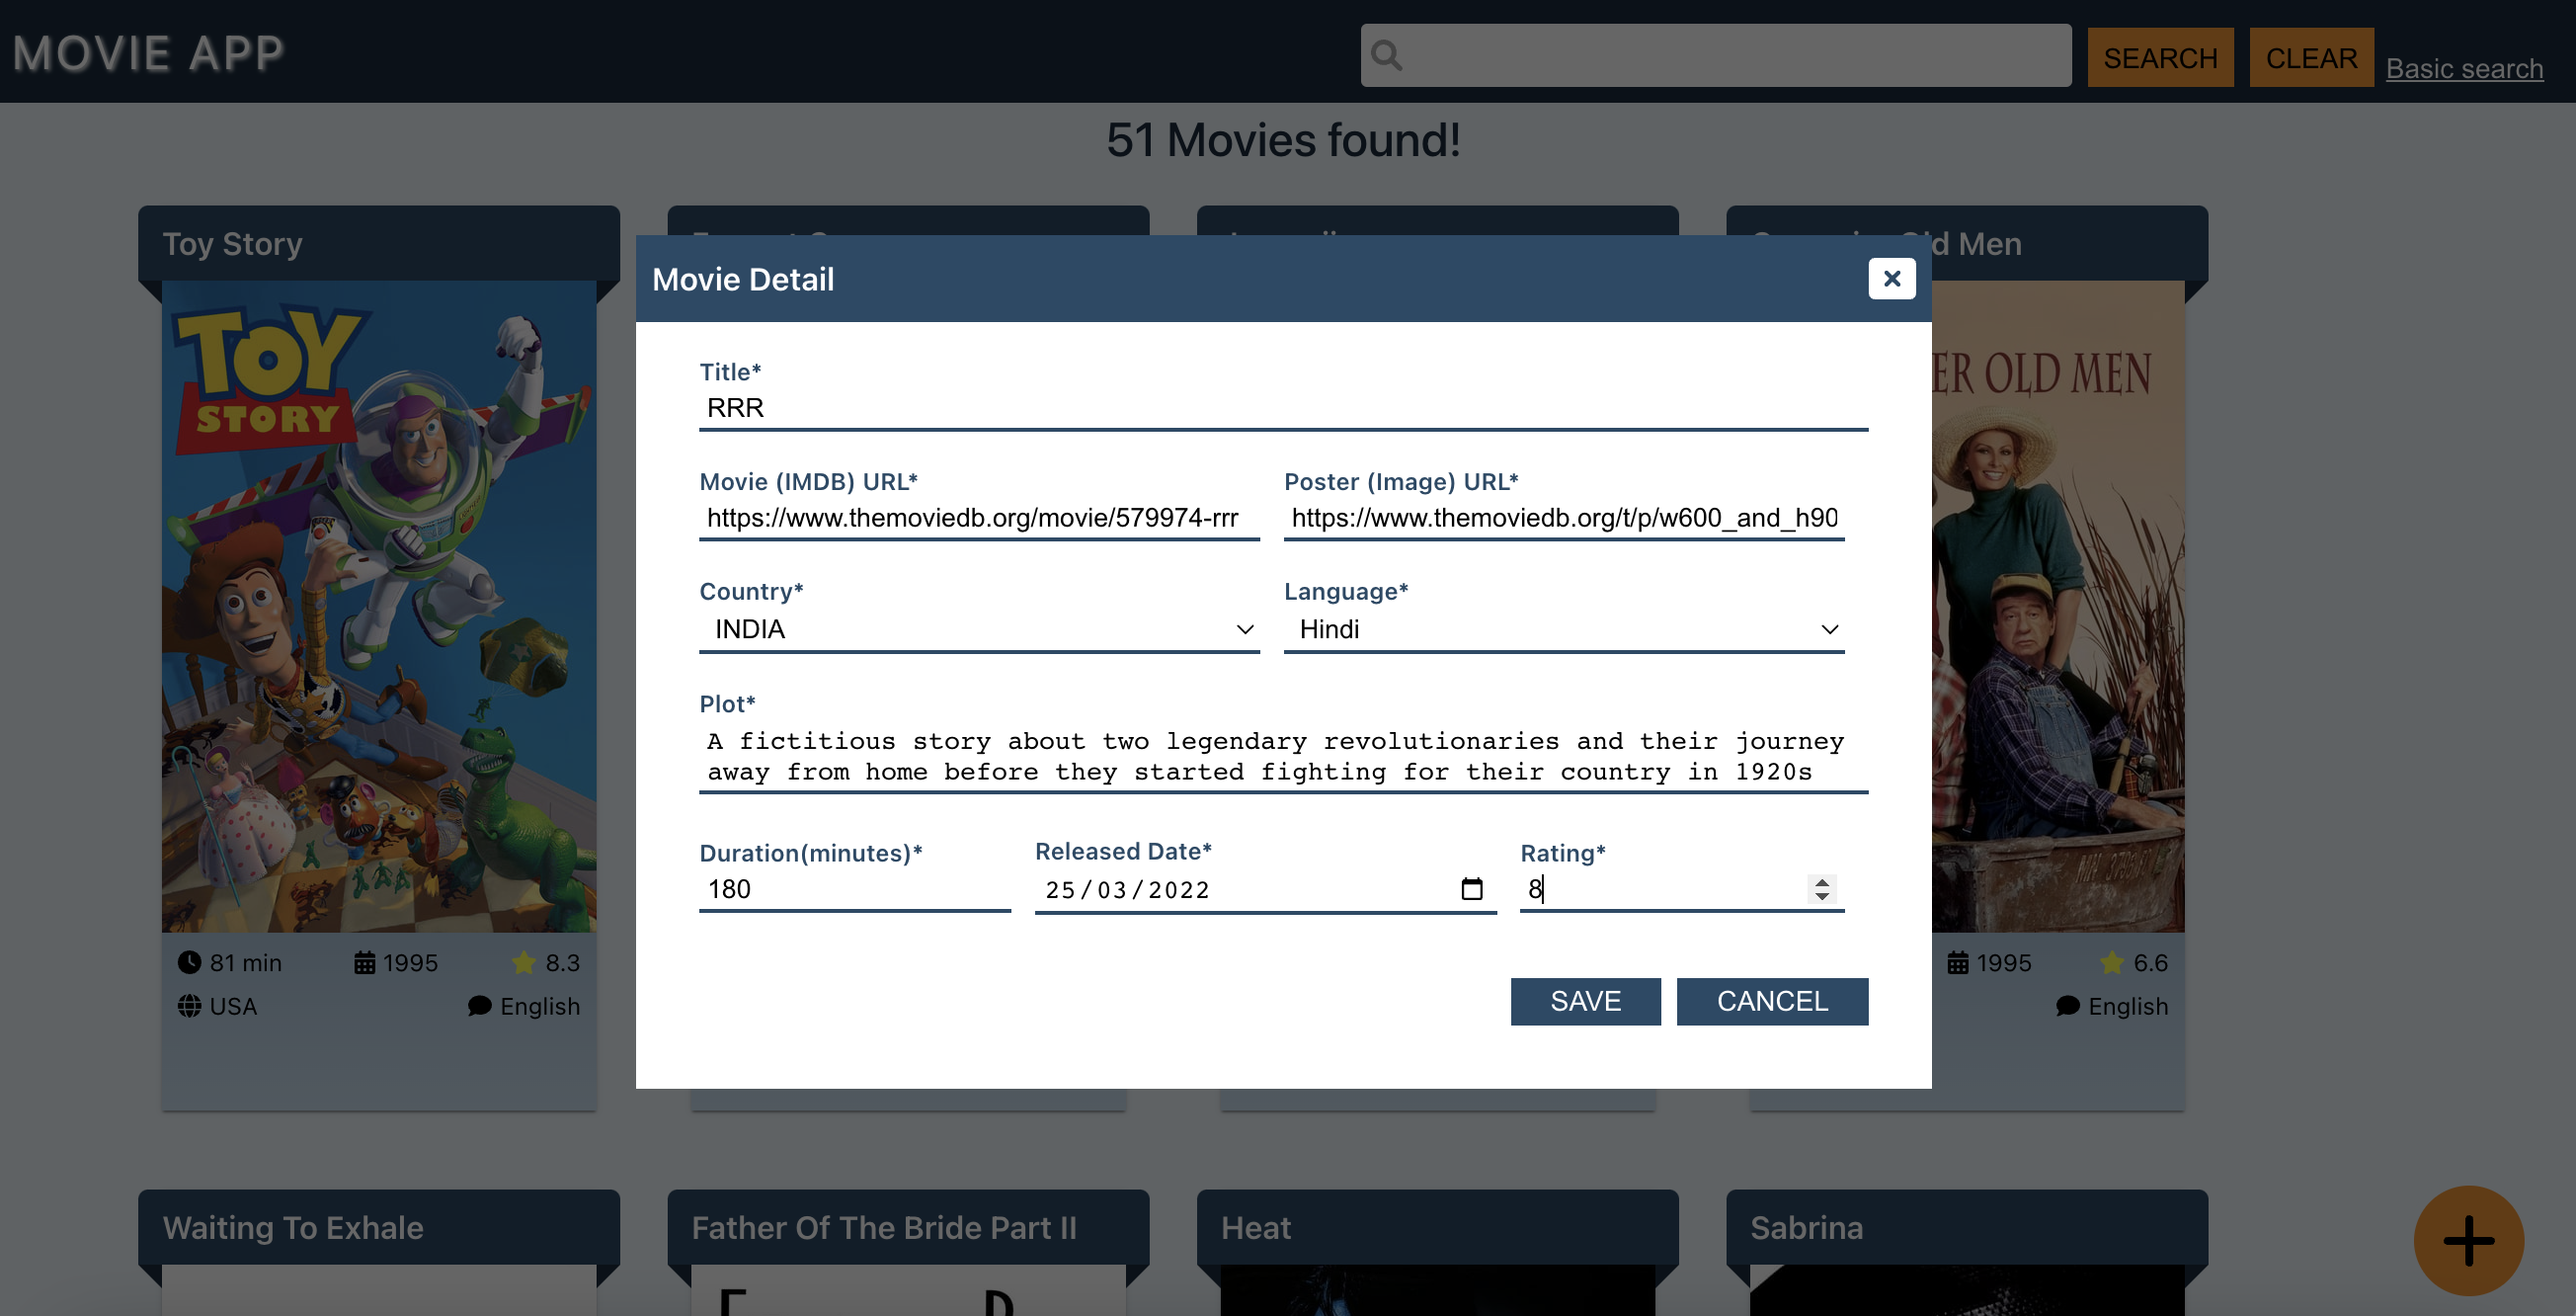 MOVIE APP
SEARCH
CLEAR
Basic search
51 Movies found!
Toy Story
Old Men
Movie Detail
Title*
RRR
Movie (IMDB) URL*
Poster (Image) URL*
https://www.themoviedb.org/movie/579974-rrr
https://www.themoviedb.org/t/p/w600_and_h90
Country*
Language*
INDIA
Hindi
Plot*
A fictitious story about two legendary revolutionaries and their journey
away from home before they started fighting for their country in 1920s
Duration(minutes)*
Released Date*
Rating*
180
25/03/2022
8
SAVE
CANCEL
TOY
STORY
ER OLD MEN
81 min
1995
8.3
USA
English
1995
6.6
English
Waiting To Exhale
Father Of The Bride Part II
Heat
Sabrina